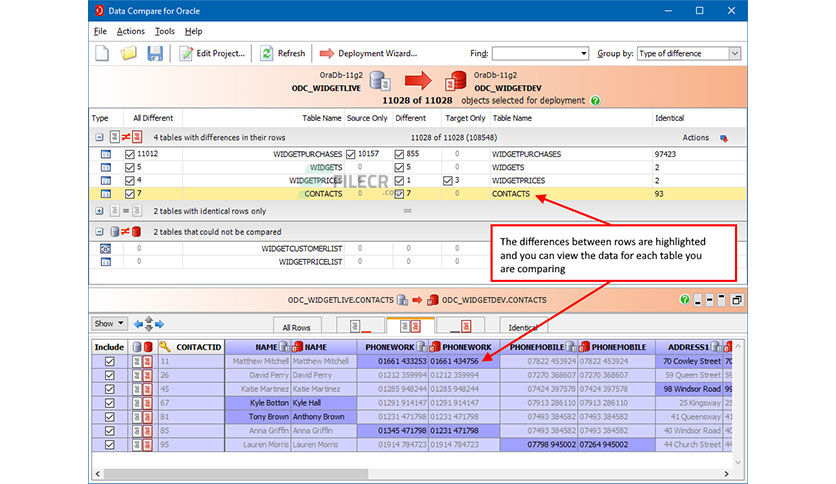 Data Compare for Oracle
File Actions Tools Help
Edit Project... Refresh Deployment Wizard... Find: Group by: Type of difference
OraDb-11g2 OraDb-11g2
ODC_WIDGETLIVE ODC_WIDGETDEV
11028 of 11028 objects selected for deployment
Type All Different Table Name Source Only Different Target Only Table Name Identical
4 tables with differences in their rows 11028 of 11028 (108548) Actions
11012 WIDGETPURCHASES 10157 855 0 WIDGETPURCHASES 97423
5 WIDGETS 0 5 0 WIDGETS 2
4 WIDGETPRICES 0 1 3 WIDGETPRICES 2
7 CONTACTS 0 7 0 CONTACTS 93
FILECR
.com
2 tables with identical rows only
2 tables that could not be compared
0 WIDGETCUSTOMERLIST 0 0 0
0 WIDGETPRICELIST 0 0 0
The differences between rows are highlighted
and you can view the data for each table you
are comparing
ODC_WIDGETLIVE.CONTACTS ODC_WIDGETDEV.CONTACTS
Show All Rows Identical
Include CONTACTID NAME NAME PHONEWORK PHONEWORK PHONEMOBILE PHONEMOBILE ADDRESS1
11 Matthew Mitchell Matthew Mitchell 01661 433253 01661 434756 07822 453924 07822 453924 70 Cowley Street 70
26 David Perry David Perry 01212 359994 01212 359994 07270 368607 07270 368607 59 Queen Street 59
45 Katie Martinez Katie Martinez 01285 948244 01285 948244 07424 397578 07424 397578 98 Windsor Road 99
67 Kyle Botton Kyle Hall 01291 914147 01291 914147 07913 286110 07913 286110 25 Kingsway 25
81 Tony Brown Anthony Brown 01231 471798 01231 471798 07493 384582 07493 384582 41 Queensway 41
85 Anna Griffin Anna Griffin 01345 471798 01231 471798 07493 384582 07493 384582 40 Windsor Road 40
95 Lauren Morris Lauren Morris 01914 784723 01914 784723 07798 945002 07264 945002 44 Church Street 44